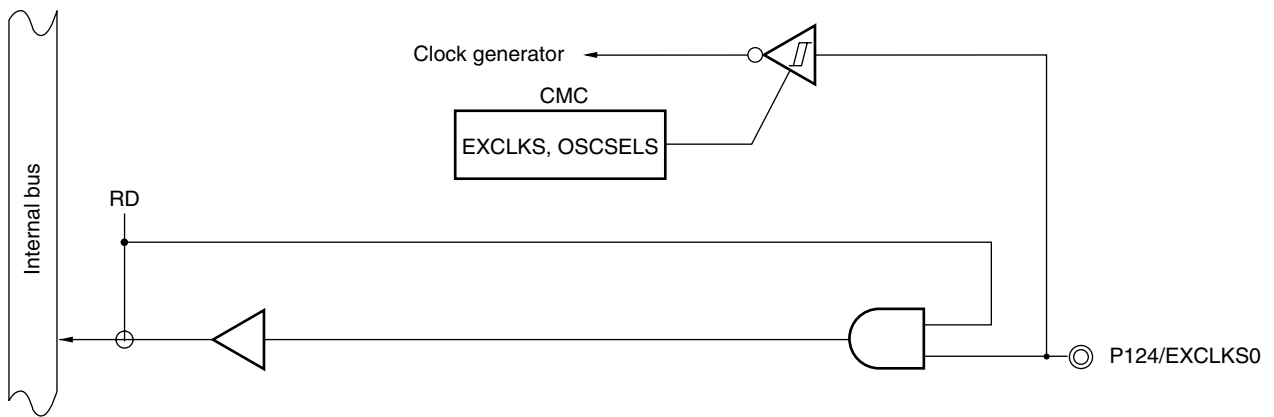 Clock generator
CMC
EXCLKS, OSCSELS
Internal bus
RD
P124/EXCLKS0